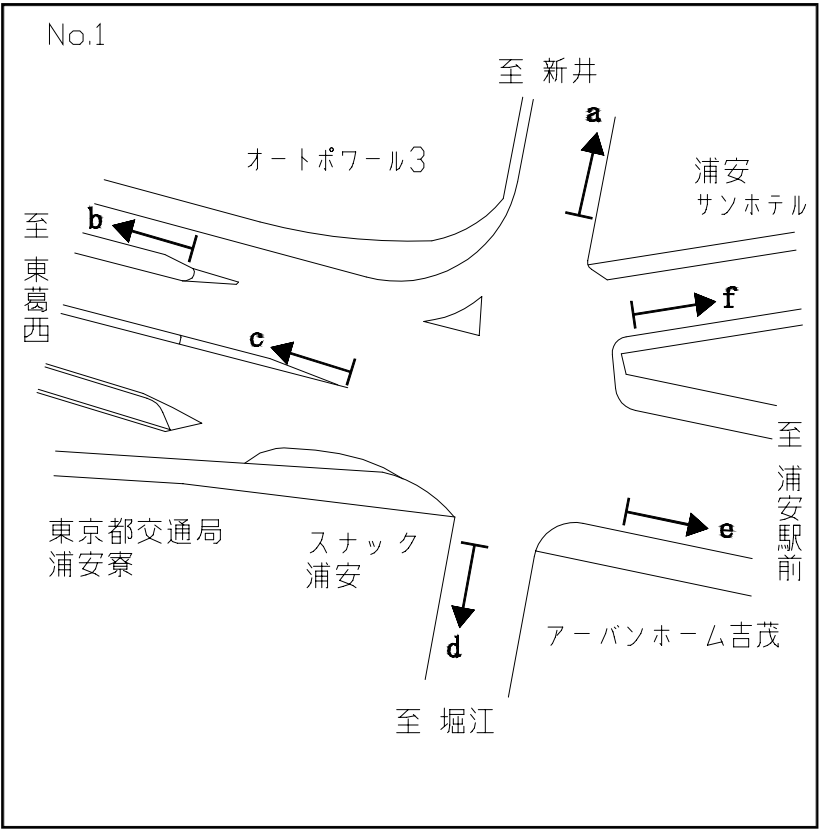 No.1
至 新井
a
オートポワール3
浦安
サンホテル
b
至 東葛西
f
c
至 浦安駅前
東京都交通局
浦安寮
スナック
浦安
e
d
アーバンホーム吉茂
至 堀江